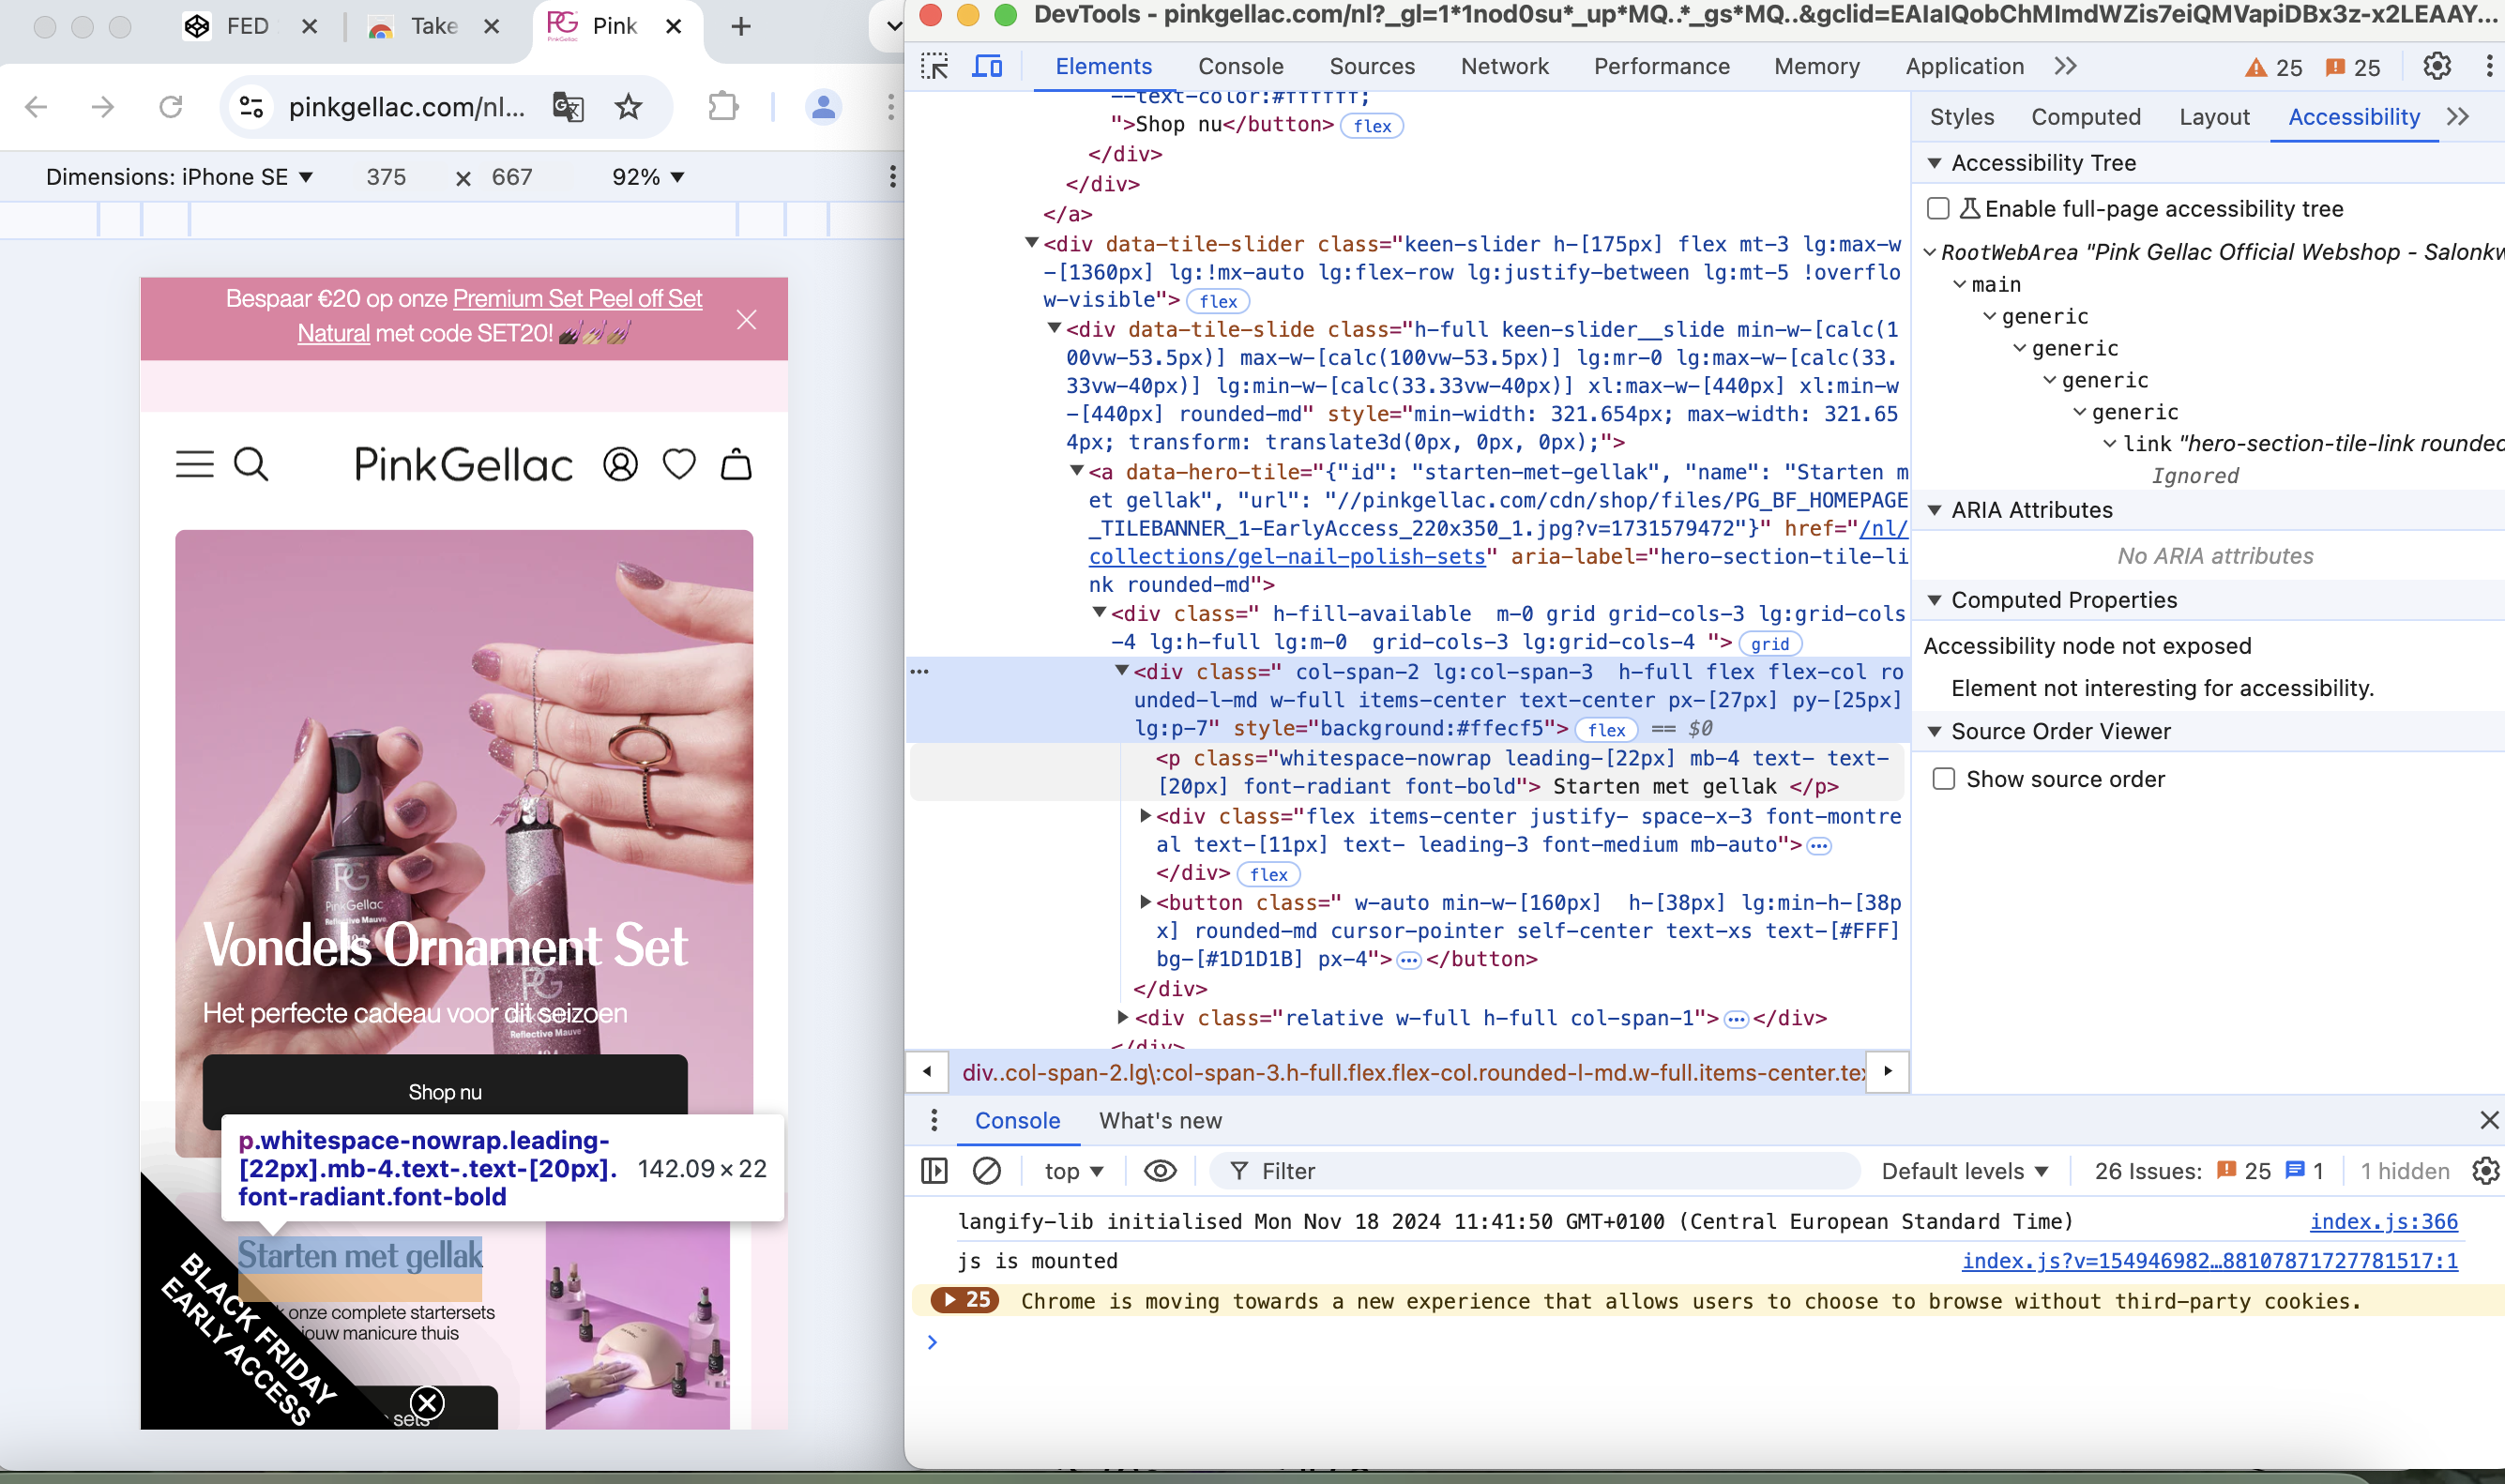 FED
Take
Pink
DevTools - pinkgellac.com/nl?_gl=1*1nod0su*_up*MQ..*_gs*MQ..&gclid=EAIaIQobChMImdWZis7eiQMVapiDBx3z-x2LEAAY...
pinkgellac.com/nl...
Elements Console Sources Network Performance Memory Application 25 25
Dimensions: iPhone SE 375 × 667 92%
Bespaar €20 op onze Premium Set Peel off Set
Natural met code SET20!
PinkGellac
PG
PinkGellac
Reflective Mauve
Vondels Ornament Set
PG
Het perfecte cadeau voor dit seizoen
Reflective Mauve
Shop nu
p.whitespace-nowrap.leading-
[22px].mb-4.text-.text-[20px].
font-radiant.font-bold
142.09 × 22
Starten met gellak
k onze complete startersets
jouw manicure thuis
BLACK FRIDAY
EARLY ACCESS
sets
--text-color:#ffffff;
">Shop nu</button> flex
</div>
</div>
</a>
<div data-tile-slider class="keen-slider h-[175px] flex mt-3 lg:max-w
-[1360px] lg:!mx-auto lg:flex-row lg:justify-between lg:mt-5 !overflo
w-visible"> flex
<div data-tile-slide class="h-full keen-slider__slide min-w-[calc(1
00vw-53.5px)] max-w-[calc(100vw-53.5px)] lg:mr-0 lg:max-w-[calc(33.
33vw-40px)] lg:min-w-[calc(33.33vw-40px)] xl:max-w-[440px] xl:min-w
-[440px] rounded-md" style="min-width: 321.654px; max-width: 321.65
4px; transform: translate3d(0px, 0px, 0px);">
<a data-hero-tile="{"id": "starten-met-gellak", "name": "Starten m
et gellak", "url": "//pinkgellac.com/cdn/shop/files/PG_BF_HOMEPAGE
_TILEBANNER_1-EarlyAccess_220x350_1.jpg?v=1731579472"}" href="/nl/
collections/gel-nail-polish-sets" aria-label="hero-section-tile-li
nk rounded-md">
<div class=" h-fill-available  m-0 grid grid-cols-3 lg:grid-cols
-4 lg:h-full lg:m-0  grid-cols-3 lg:grid-cols-4 "> grid
<div class=" col-span-2 lg:col-span-3  h-full flex flex-col ro
unded-l-md w-full items-center text-center px-[27px] py-[25px]
lg:p-7" style="background:#ffecf5"> flex == $0
<p class="whitespace-nowrap leading-[22px] mb-4 text- text-
[20px] font-radiant font-bold"> Starten met gellak </p>
<div class="flex items-center justify- space-x-3 font-montre
al text-[11px] text- leading-3 font-medium mb-auto"> …
</div> flex
<button class=" w-auto min-w-[160px]  h-[38px] lg:min-h-[38p
x] rounded-md cursor-pointer self-center text-xs text-[#FFF]
bg-[#1D1D1B] px-4"> … </button>
</div>
<div class="relative w-full h-full col-span-1"> … </div>
</div>
div..col-span-2.lg\:col-span-3.h-full.flex.flex-col.rounded-l-md.w-full.items-center.tex
Styles Computed Layout Accessibility
Accessibility Tree
Enable full-page accessibility tree
RootWebArea "Pink Gellac Official Webshop - Salonkw
main
generic
generic
generic
generic
link "hero-section-tile-link rounded
Ignored
ARIA Attributes
No ARIA attributes
Computed Properties
Accessibility node not exposed
Element not interesting for accessibility.
Source Order Viewer
Show source order
Console What's new
top Filter Default levels 26 Issues: 25 1 1 hidden
langify-lib initialised Mon Nov 18 2024 11:41:50 GMT+0100 (Central European Standard Time) index.js:366
js is mounted index.js?v=154946982…88107871727781517:1
25 Chrome is moving towards a new experience that allows users to choose to browse without third-party cookies.